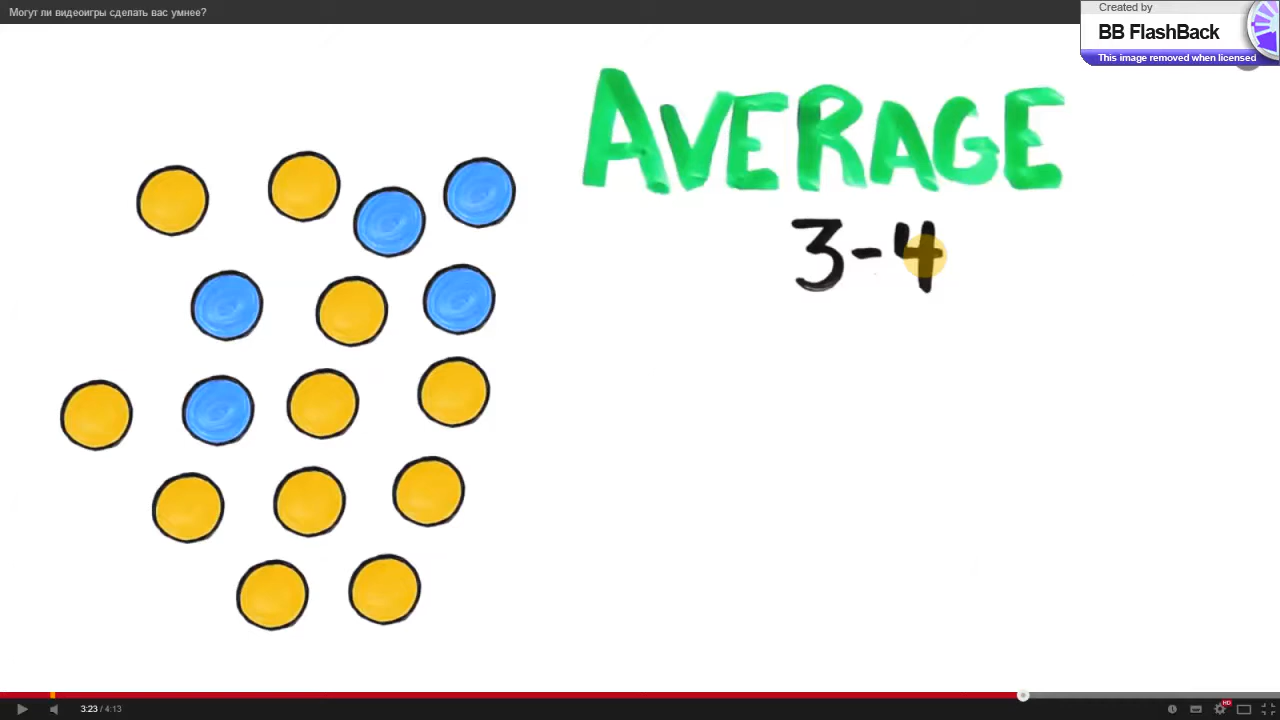 Могут ли видеоигры сделать вас умнее?
Created by
BB FlashBack
This image removed when licensed
AVERAGE
3-4
3:23 / 4:13
HD